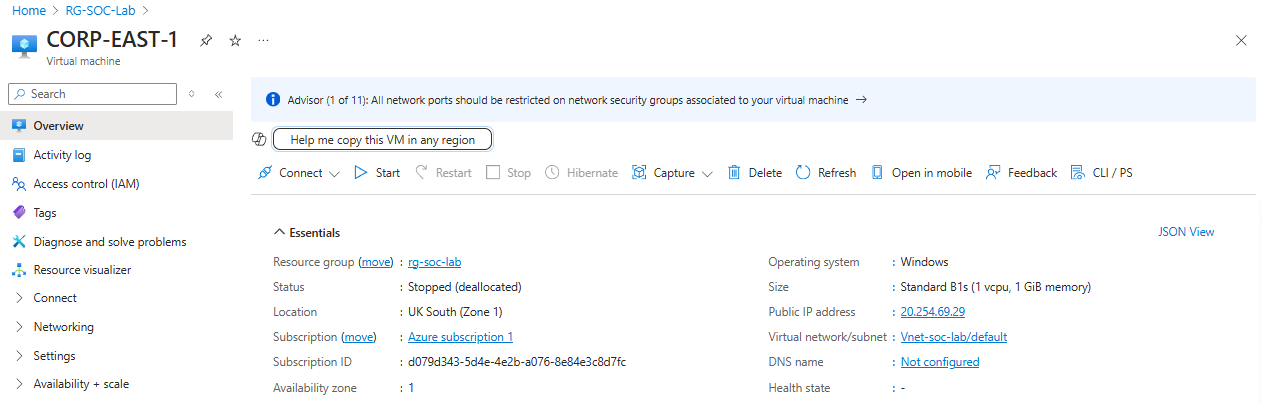 Home > RG-SOC-Lab >
CORP-EAST-1
Virtual machine
Search
Overview
Activity log
Access control (IAM)
Tags
Diagnose and solve problems
Resource visualizer
Connect
Networking
Settings
Availability + scale
Advisor (1 of 11): All network ports should be restricted on network security groups associated to your virtual machine →
Help me copy this VM in any region
Connect Start Restart Stop Hibernate Capture Delete Refresh Open in mobile Feedback CLI / PS
Essentials JSON View
Resource group (move) : rg-soc-lab
Status : Stopped (deallocated)
Location : UK South (Zone 1)
Subscription (move) : Azure subscription 1
Subscription ID : d079d343-5d4e-4e2b-a076-8e84e3c8d7fc
Availability zone : 1
Operating system : Windows
Size : Standard B1s (1 vcpu, 1 GiB memory)
Public IP address : 20.254.69.29
Virtual network/subnet : Vnet-soc-lab/default
DNS name : Not configured
Health state : -